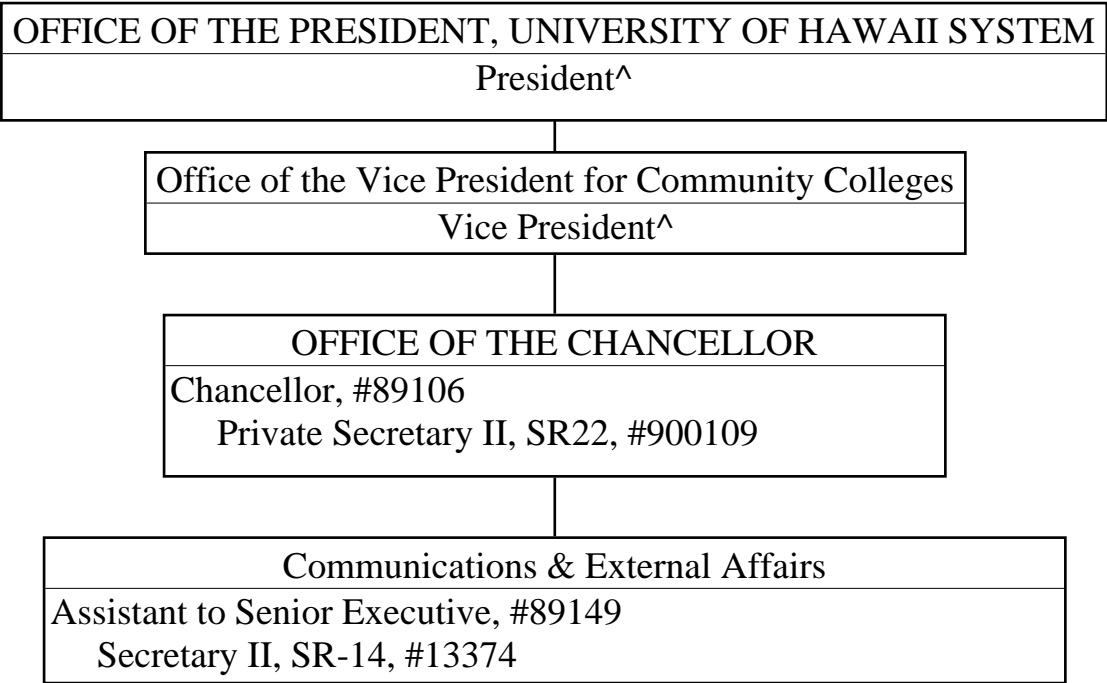 OFFICE OF THE PRESIDENT, UNIVERSITY OF HAWAII SYSTEM
President^
Office of the Vice President for Community Colleges
Vice President^
OFFICE OF THE CHANCELLOR
Chancellor, #89106
Private Secretary II, SR22, #900109
Communications & External Affairs
Assistant to Senior Executive, #89149
Secretary II, SR-14, #13374